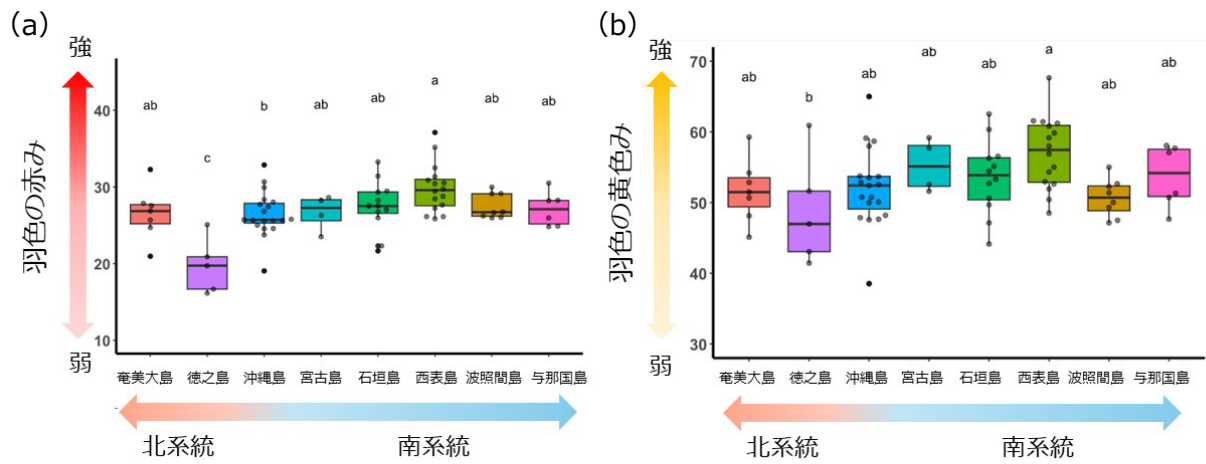 (a)
強
羽色の赤み
弱
40
30
20
10
ab
c
b
ab
ab
a
ab
ab
奄美大島 徳之島 沖縄島 宮古島 石垣島 西表島 波照間島 与那国島
北系統 南系統
(b)
強
羽色の黄色み
弱
70
60
50
40
30
ab
b
ab
ab
ab
a
ab
ab
奄美大島 徳之島 沖縄島 宮古島 石垣島 西表島 波照間島 与那国島
北系統 南系統